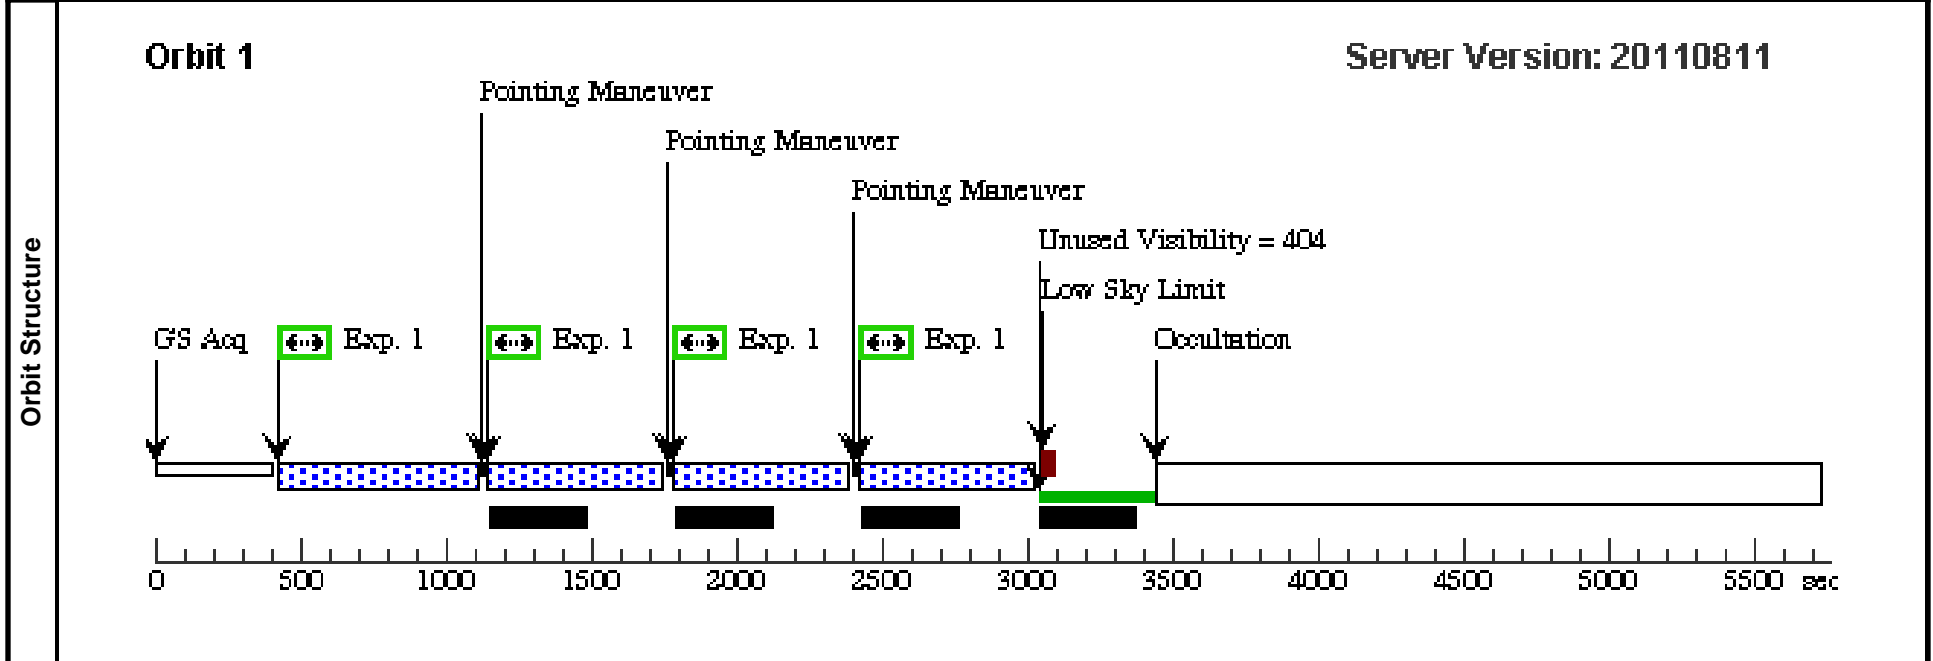 Orbit Structure
Orbit 1
Server Version: 20110811
Pointing Maneuver
Pointing Maneuver
Pointing Maneuver
Unused Visibility = 404
Low Sky Limit
GS Acq
Exp. 1
Exp. 1
Exp. 1
Exp. 1
Occultation
0 500 1000 1500 2000 2500 3000 3500 4000 4500 5000 5500 sec